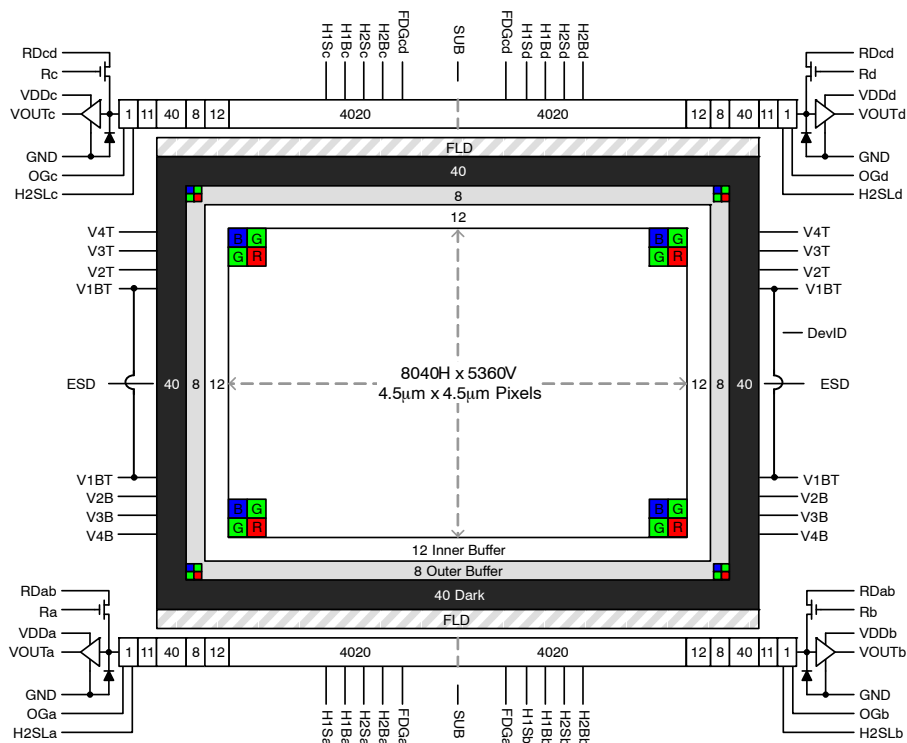 H1Sc H1Bc H2Sc H2Bc FDGcd SUB FDGcd H1Sd H1Bd H2Sd H2Bd
RDcd RDcd
Rc Rd
VDDc VDDd
VOUTc 1 11 40 8 12 4020 4020 12 8 40 11 1 VOUTd
GND FLD GND
OGc 40 OGd
H2SLc 8 H2SLd
12
V4T B G B G V4T
V3T G R G R V3T
V2T V2T
V1BT V1BT
DevID
ESD 40 8 12 8040H x 5360V 12 8 40 ESD
4.5µm x 4.5µm Pixels
V1BT V1BT
V2B B G B G V2B
V3B G R G R V3B
V4B V4B
12 Inner Buffer
8 Outer Buffer
RDab 40 Dark RDab
Ra FLD Rb
VDDa VDDb
VOUTa 1 11 40 8 12 4020 4020 12 8 40 11 1 VOUTb
GND GND
OGa OGb
H2SLa H2SLb
H1Sa H1Ba H2Sa H2Ba FDGa SUB FDGa H1Sb H1Bb H2Sb H2Bb